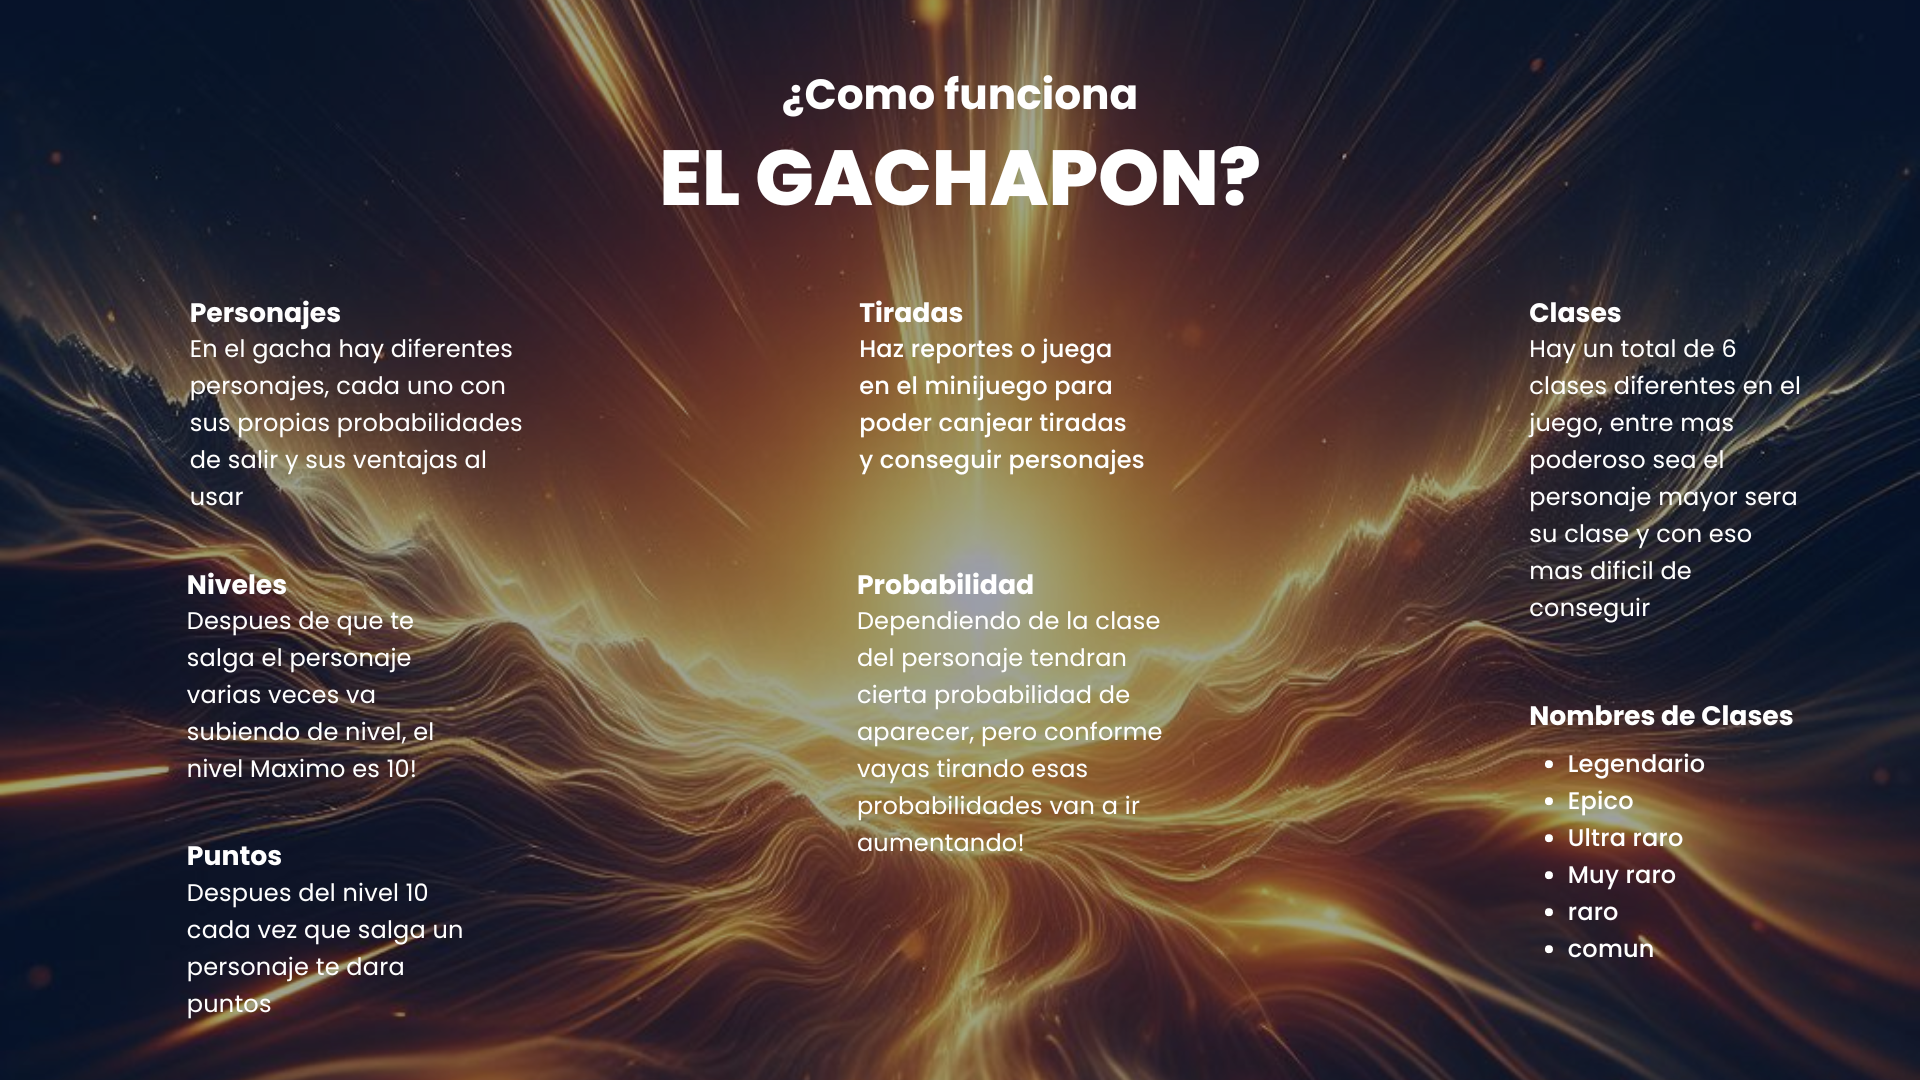 ¿Como funciona
EL GACHAPON?
Personajes
En el gacha hay diferentes
personajes, cada uno con
sus propias probabilidades
de salir y sus ventajas al
usar
Niveles
Despues de que te
salga el personaje
varias veces va
subiendo de nivel, el
nivel Maximo es 10!
Puntos
Despues del nivel 10
cada vez que salga un
personaje te dara
puntos
Tiradas
Haz reportes o juega
en el minijuego para
poder canjear tiradas
y conseguir personajes
Probabilidad
Dependiendo de la clase
del personaje tendran
cierta probabilidad de
aparecer, pero conforme
vayas tirando esas
probabilidades van a ir
aumentando!
Clases
Hay un total de 6
clases diferentes en el
juego, entre mas
poderoso sea el
personaje mayor sera
su clase y con eso
mas dificil de
conseguir
Nombres de Clases
• Legendario
• Epico
• Ultra raro
• Muy raro
• raro
• comun